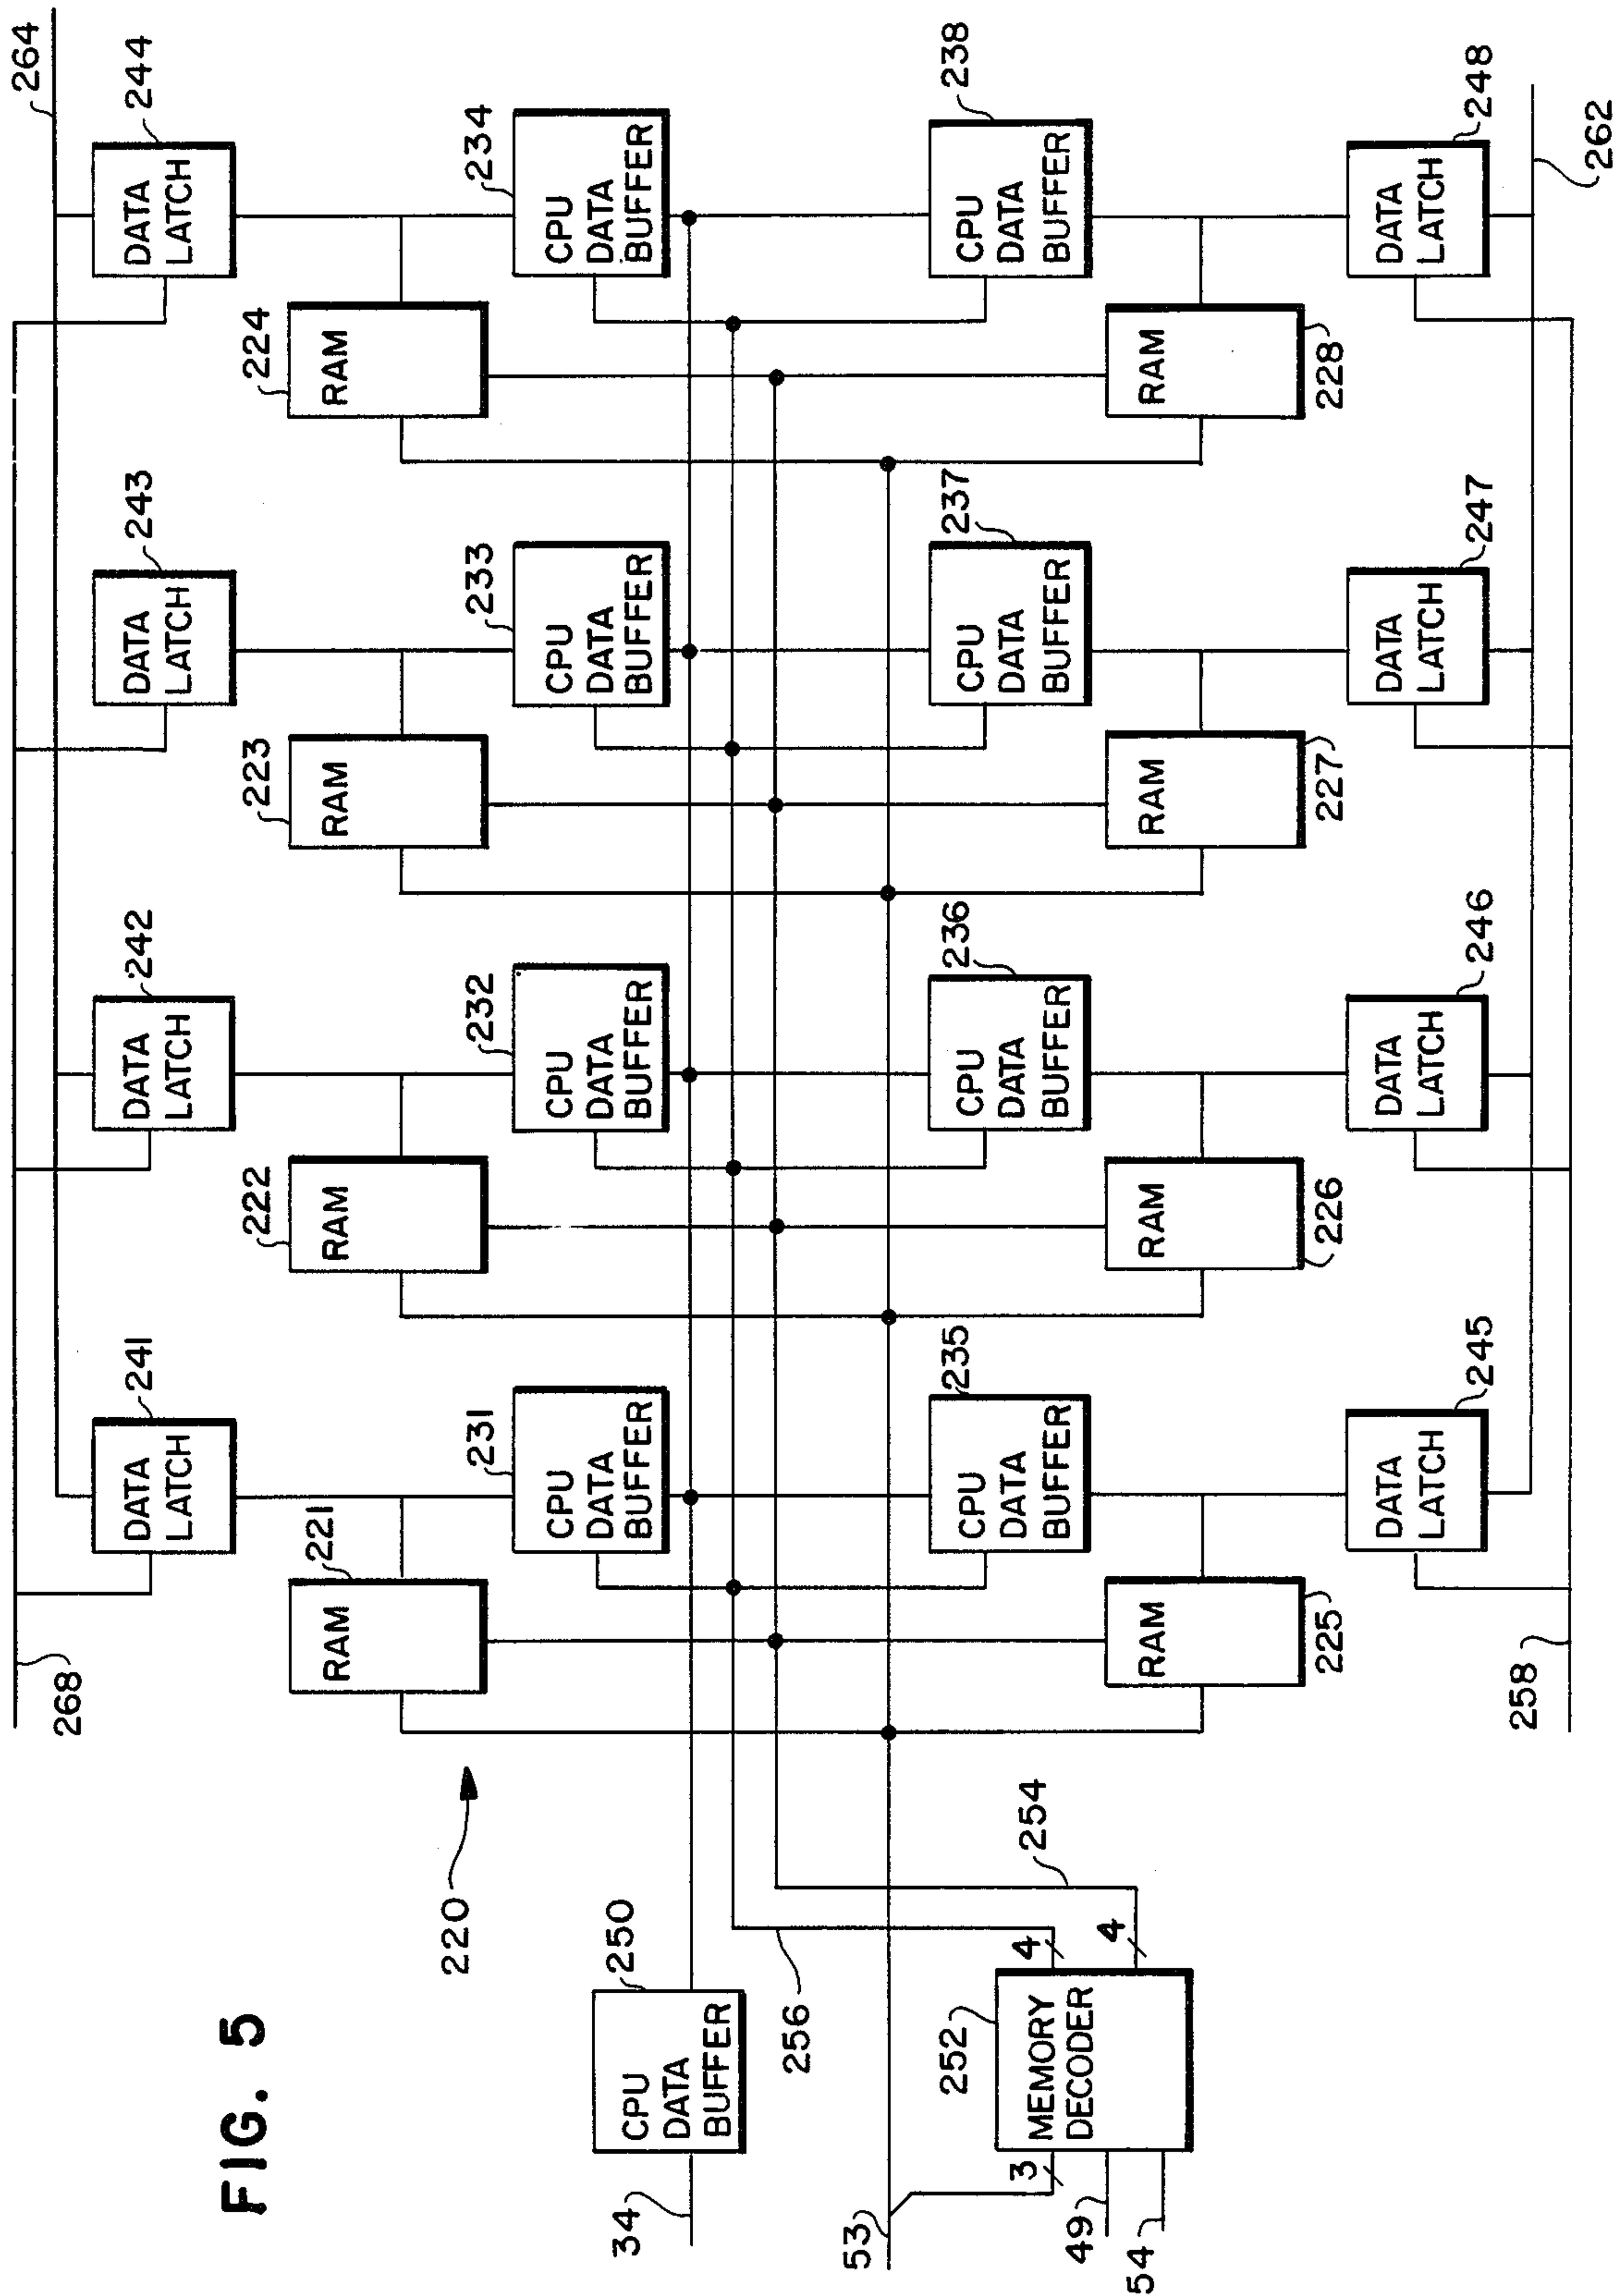 FIG. 5
220
268
264
241
DATA
LATCH
242
DATA
LATCH
243
DATA
LATCH
244
DATA
LATCH
221
RAM
222
RAM
223
RAM
224
RAM
231
CPU
DATA
BUFFER
232
CPU
DATA
BUFFER
233
CPU
DATA
BUFFER
234
CPU
DATA
BUFFER
34
250
CPU
DATA
BUFFER
256
254
53
3
49
54
252
MEMORY
DECODER
4
4
235
CPU
DATA
BUFFER
236
CPU
DATA
BUFFER
237
CPU
DATA
BUFFER
238
CPU
DATA
BUFFER
RAM
225
RAM
226
RAM
227
RAM
228
245
DATA
LATCH
246
DATA
LATCH
247
DATA
LATCH
248
DATA
LATCH
258
262